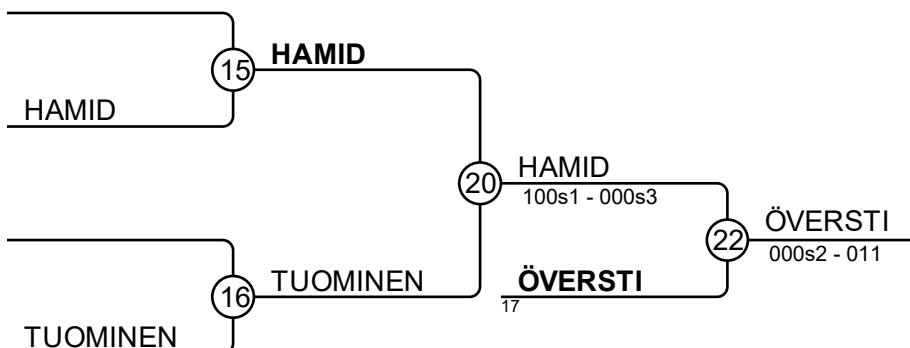 HAMID
15
HAMID
TUOMINEN
16
TUOMINEN
20
HAMID
100s1 - 000s3
ÖVERSTI
17
22
ÖVERSTI
000s2 - 011